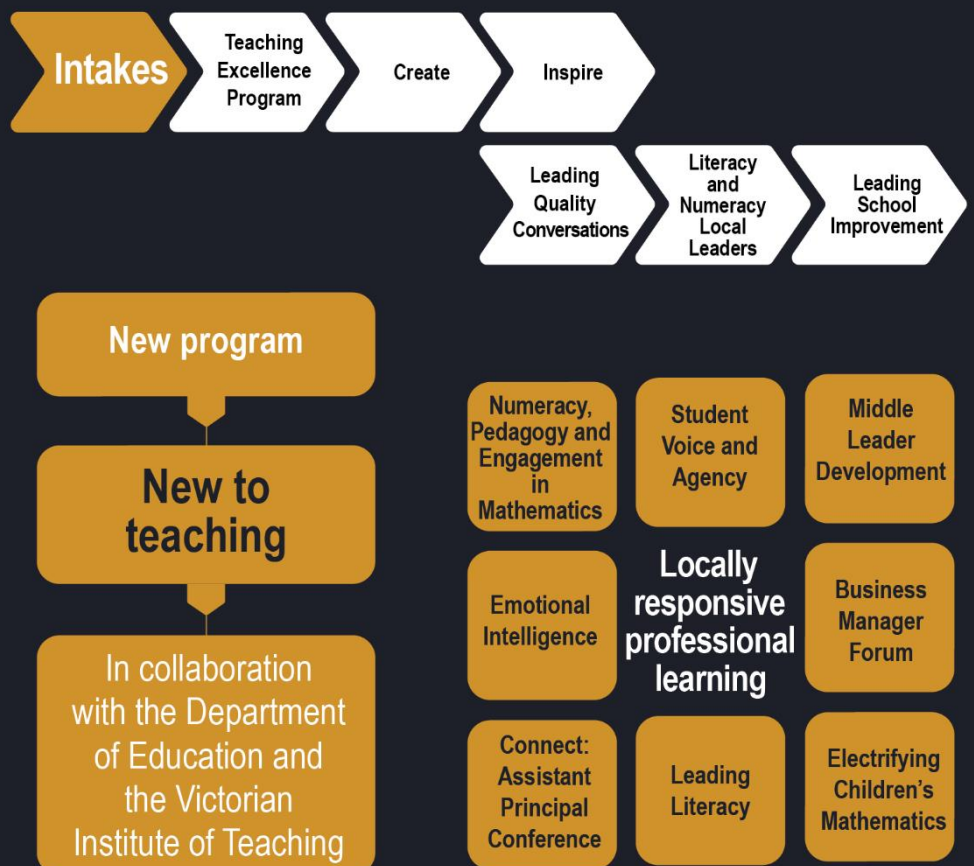 Intakes
Teaching
Excellence
Program
Create
Inspire
Leading
Quality
Conversations
Literacy
and
Numeracy
Local
Leaders
Leading
School
Improvement
New program
New to
teaching
In collaboration
with the Department
of Education and
the Victorian
Institute of Teaching
Numeracy,
Pedagogy and
Engagement
in
Mathematics
Student
Voice and
Agency
Middle
Leader
Development
Emotional
Intelligence
Locally
responsive
professional
learning
Business
Manager
Forum
Connect:
Assistant
Principal
Conference
Leading
Literacy
Electrifying
Children’s
Mathematics